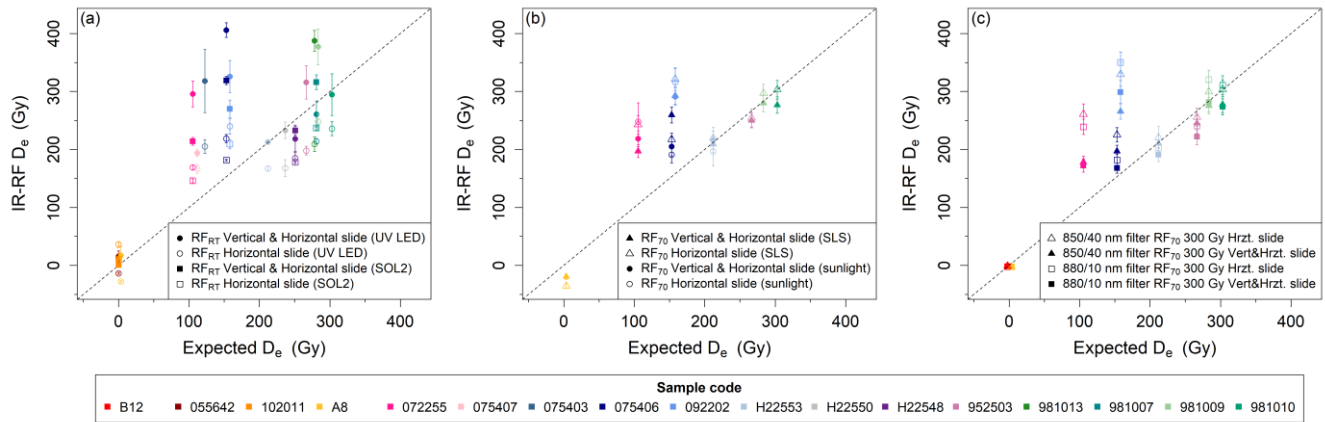 (a)
400
300
200
100
0
IR-RF De (Gy)
0 100 200 300 400
Expected De (Gy)
RFRT Vertical & Horizontal slide (UV LED)
RFRT Horizontal slide (UV LED)
RFRT Vertical & Horizontal slide (SOL2)
RFRT Horizontal slide (SOL2)
(b)
400
300
200
100
0
IR-RF De (Gy)
0 100 200 300 400
Expected De (Gy)
RF70 Vertical & Horizontal slide (SLS)
RF70 Horizontal slide (SLS)
RF70 Vertical & Horizontal slide (sunlight)
RF70 Horizontal slide (sunlight)
(c)
400
300
200
100
0
IR-RF De (Gy)
0 100 200 300 400
Expected De (Gy)
850/40 nm filter RF70 300 Gy Hrzt. slide
850/40 nm filter RF70 300 Gy Vert&Hrzt. slide
880/10 nm filter RF70 300 Gy Hrzt. slide
880/10 nm filter RF70 300 Gy Vert&Hrzt. slide
Sample code
B12 055642 102011 A8 072255 075407 075403 075406 092202 H22553 H22550 H22548 952503 981013 981007 981009 981010